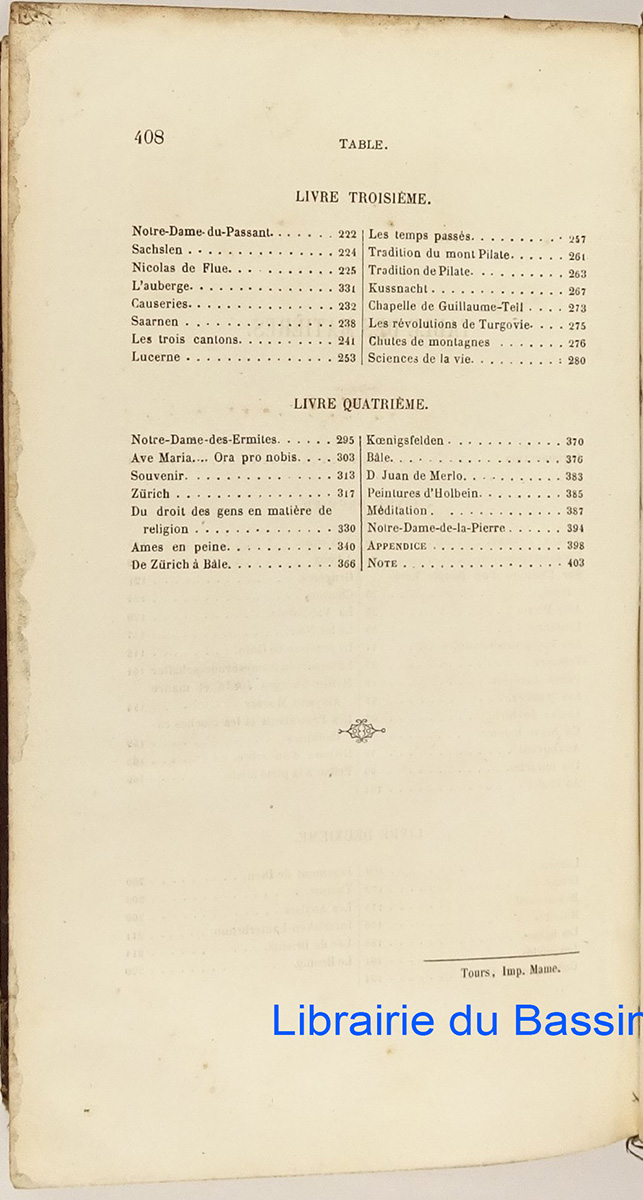 408
TABLE.
LIVRE TROISIÈME.
Notre-Dame-du-Passant. . . . . . . 222
Sachslen . . . . . . . . . . . . . . . 224
Nicolas de Flue. . . . . . . . . . . 225
L'auberge. . . . . . . . . . . . . . . 331
Causeries. . . . . . . . . . . . . . . 232
Saarnen . . . . . . . . . . . . . . . 238
Les trois cantons. . . . . . . . . . 241
Lucerne . . . . . . . . . . . . . . . 253
Les temps passés. . . . . . . . . . 257
Tradition du mont Pilate. . . . . . 261
Tradition de Pilate. . . . . . . . . 263
Kussnacht . . . . . . . . . . . . . 267
Chapelle de Guillaume-Tell . . . . 273
Les révolutions de Turgovie. . . . 275
Chutes de montagnes . . . . . . . 276
Sciences de la vie. . . . . . . . . : 280
LIVRE QUATRIÈME.
Notre-Dame-des-Ermites. . . . . . 295
Ave Maria.... Ora pro nobis. . . . 303
Souvenir. . . . . . . . . . . . . . . 313
Zürich . . . . . . . . . . . . . . . . 317
Du droit des gens en matière de
religion . . . . . . . . . . . . . . 330
Ames en peine. . . . . . . . . . . 340
De Zürich à Bâle. . . . . . . . . . 366
Kœnigsfelden . . . . . . . . . . . . 370
Bâle. . . . . . . . . . . . . . . . . 376
D Juan de Merlo. . . . . . . . . . 383
Peintures d'Holbein. . . . . . . . . 385
Méditation . . . . . . . . . . . . . 387
Notre-Dame-de-la-Pierre . . . . . . 394
APPENDICE . . . . . . . . . . . . . . 398
NOTE . . . . . . . . . . . . . . . . . 403
Tours, Imp. Mame.
Librairie du Bassin